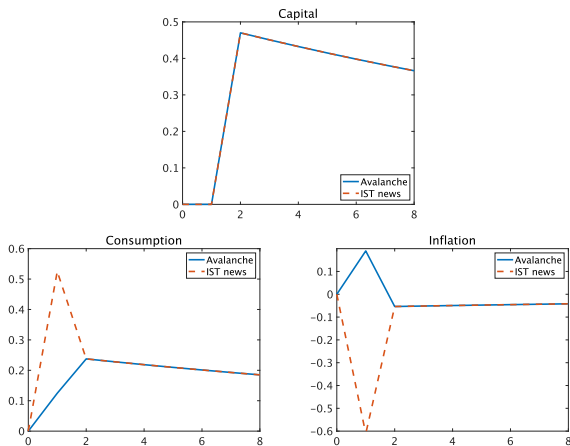 Capital
0.5
0.4
0.3
0.2
0.1
0
0 2 4 6 8
Avalanche
IST news
Consumption
0.6
0.5
0.4
0.3
0.2
0.1
0
0 2 4 6 8
Avalanche
IST news
Inflation
0.1
0
-0.1
-0.2
-0.3
-0.4
-0.5
-0.6
0 2 4 6 8
Avalanche
IST news